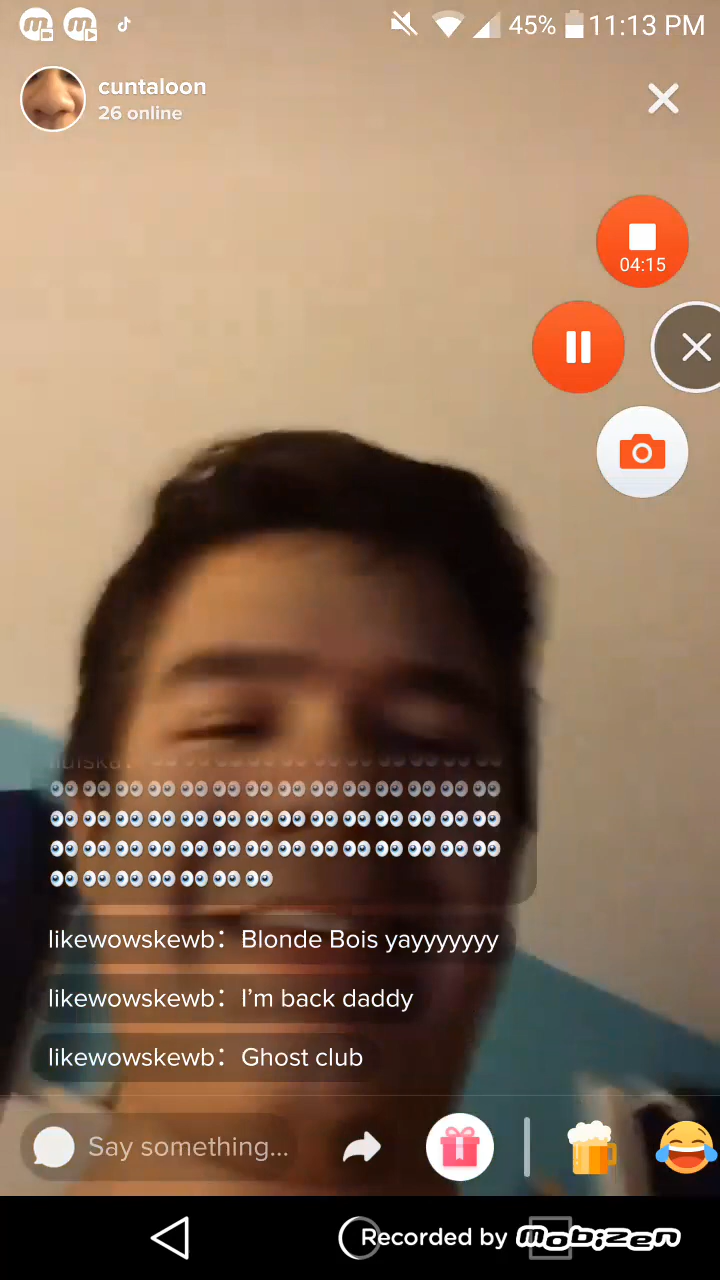 45% 11:13 PM
cuntaloon
26 online
04:15
likewowskewb: Blonde Bois yayyyyyyy
likewowskewb: I'm back daddy
likewowskewb: Ghost club
Say something...
Recorded by mobizen